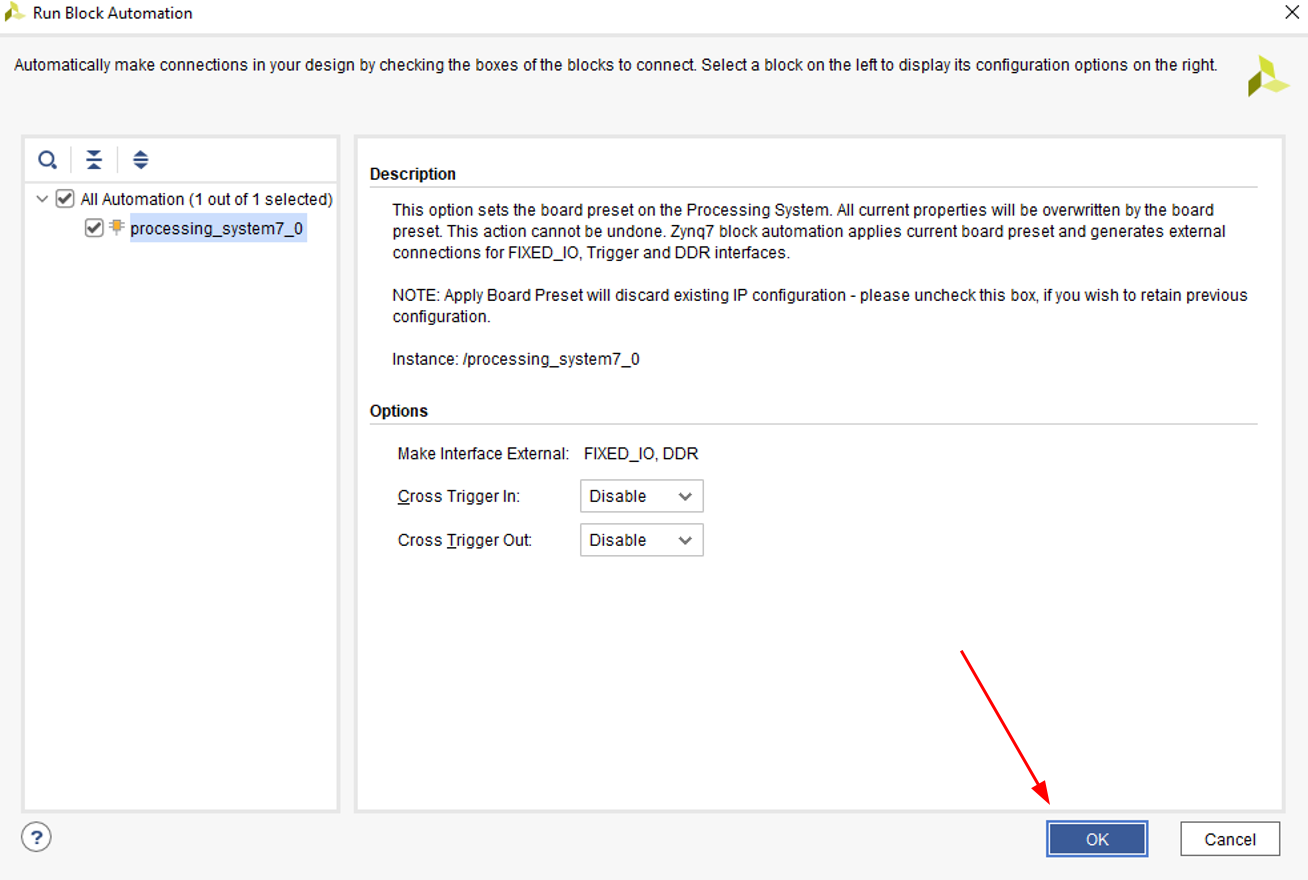 Run Block Automation
Automatically make connections in your design by checking the boxes of the blocks to connect. Select a block on the left to display its configuration options on the right.
All Automation (1 out of 1 selected)
processing_system7_0
Description
This option sets the board preset on the Processing System. All current properties will be overwritten by the board
preset. This action cannot be undone. Zynq7 block automation applies current board preset and generates external
connections for FIXED_IO, Trigger and DDR interfaces.
NOTE: Apply Board Preset will discard existing IP configuration - please uncheck this box, if you wish to retain previous
configuration.
Instance: /processing_system7_0
Options
Make Interface External: FIXED_IO, DDR
Cross Trigger In: Disable
Cross Trigger Out: Disable
?
OK
Cancel